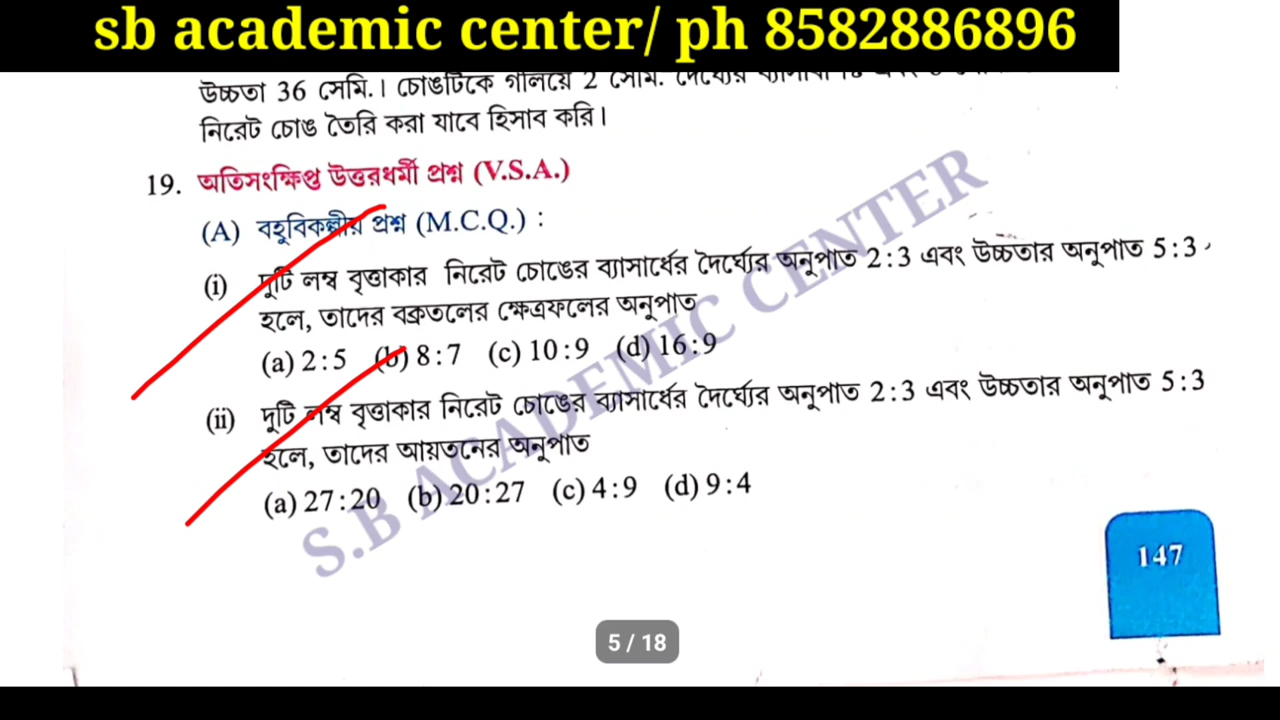 sb academic center/ ph 8582886896
উচ্চতা 36 সেমি.। চোঙটিকে গলিয়ে 2 সেমি. দৈর্ঘ্যের
নিরেট চোঙ তৈরি করা যাবে হিসাব করি।
19. অতিসংক্ষিপ্ত উত্তরধর্মী প্রশ্ন (V.S.A.)
(A) বহুবিকল্পীয় প্রশ্ন (M.C.Q.) :
(i) দুটি লম্ব বৃত্তাকার নিরেট চোঙের ব্যাসার্ধের দৈর্ঘ্যের অনুপাত 2:3 এবং উচ্চতার অনুপাত 5:3
হলে, তাদের বক্রতলের ক্ষেত্রফলের অনুপাত
(a) 2:5 (b) 8:7 (c) 10:9 (d) 16:9
(ii) দুটি লম্ব বৃত্তাকার নিরেট চোঙের ব্যাসার্ধের দৈর্ঘ্যের অনুপাত 2:3 এবং উচ্চতার অনুপাত 5:3
হলে, তাদের আয়তনের অনুপাত
(a) 27:20 (b) 20:27 (c) 4:9 (d) 9:4
S.B ACADEMIC CENTER
147
5 / 18